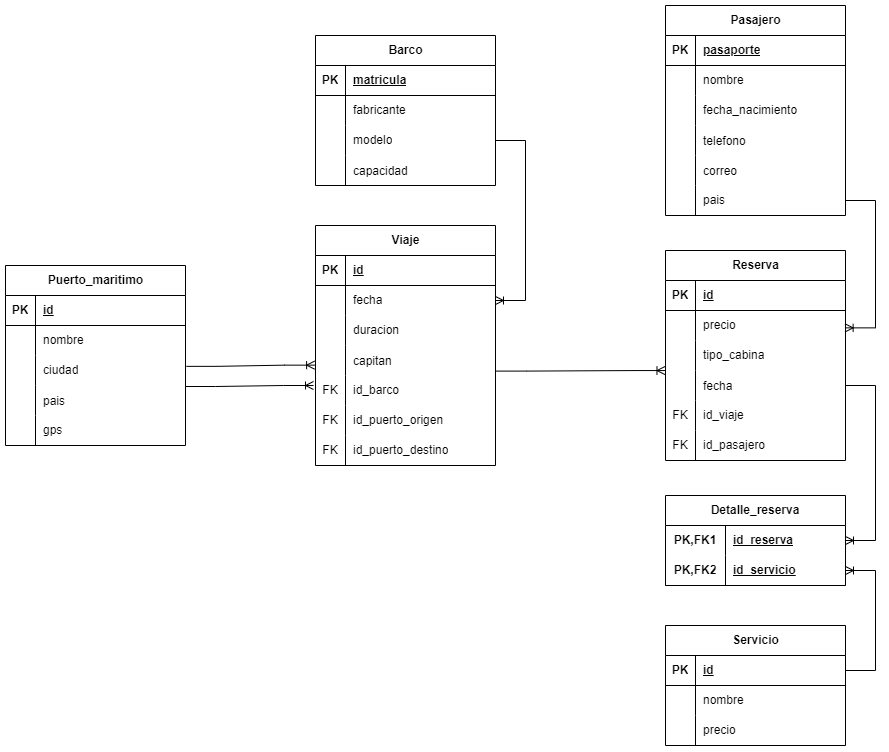 Barco
PK matricula
fabricante
modelo
capacidad
Pasajero
PK pasaporte
nombre
fecha_nacimiento
telefono
correo
pais
Puerto_maritimo
PK id
nombre
ciudad
pais
gps
Viaje
PK id
fecha
duracion
capitan
FK id_barco
FK id_puerto_origen
FK id_puerto_destino
Reserva
PK id
precio
tipo_cabina
fecha
FK id_viaje
FK id_pasajero
Detalle_reserva
PK,FK1 id_reserva
PK,FK2 id_servicio
Servicio
PK id
nombre
precio